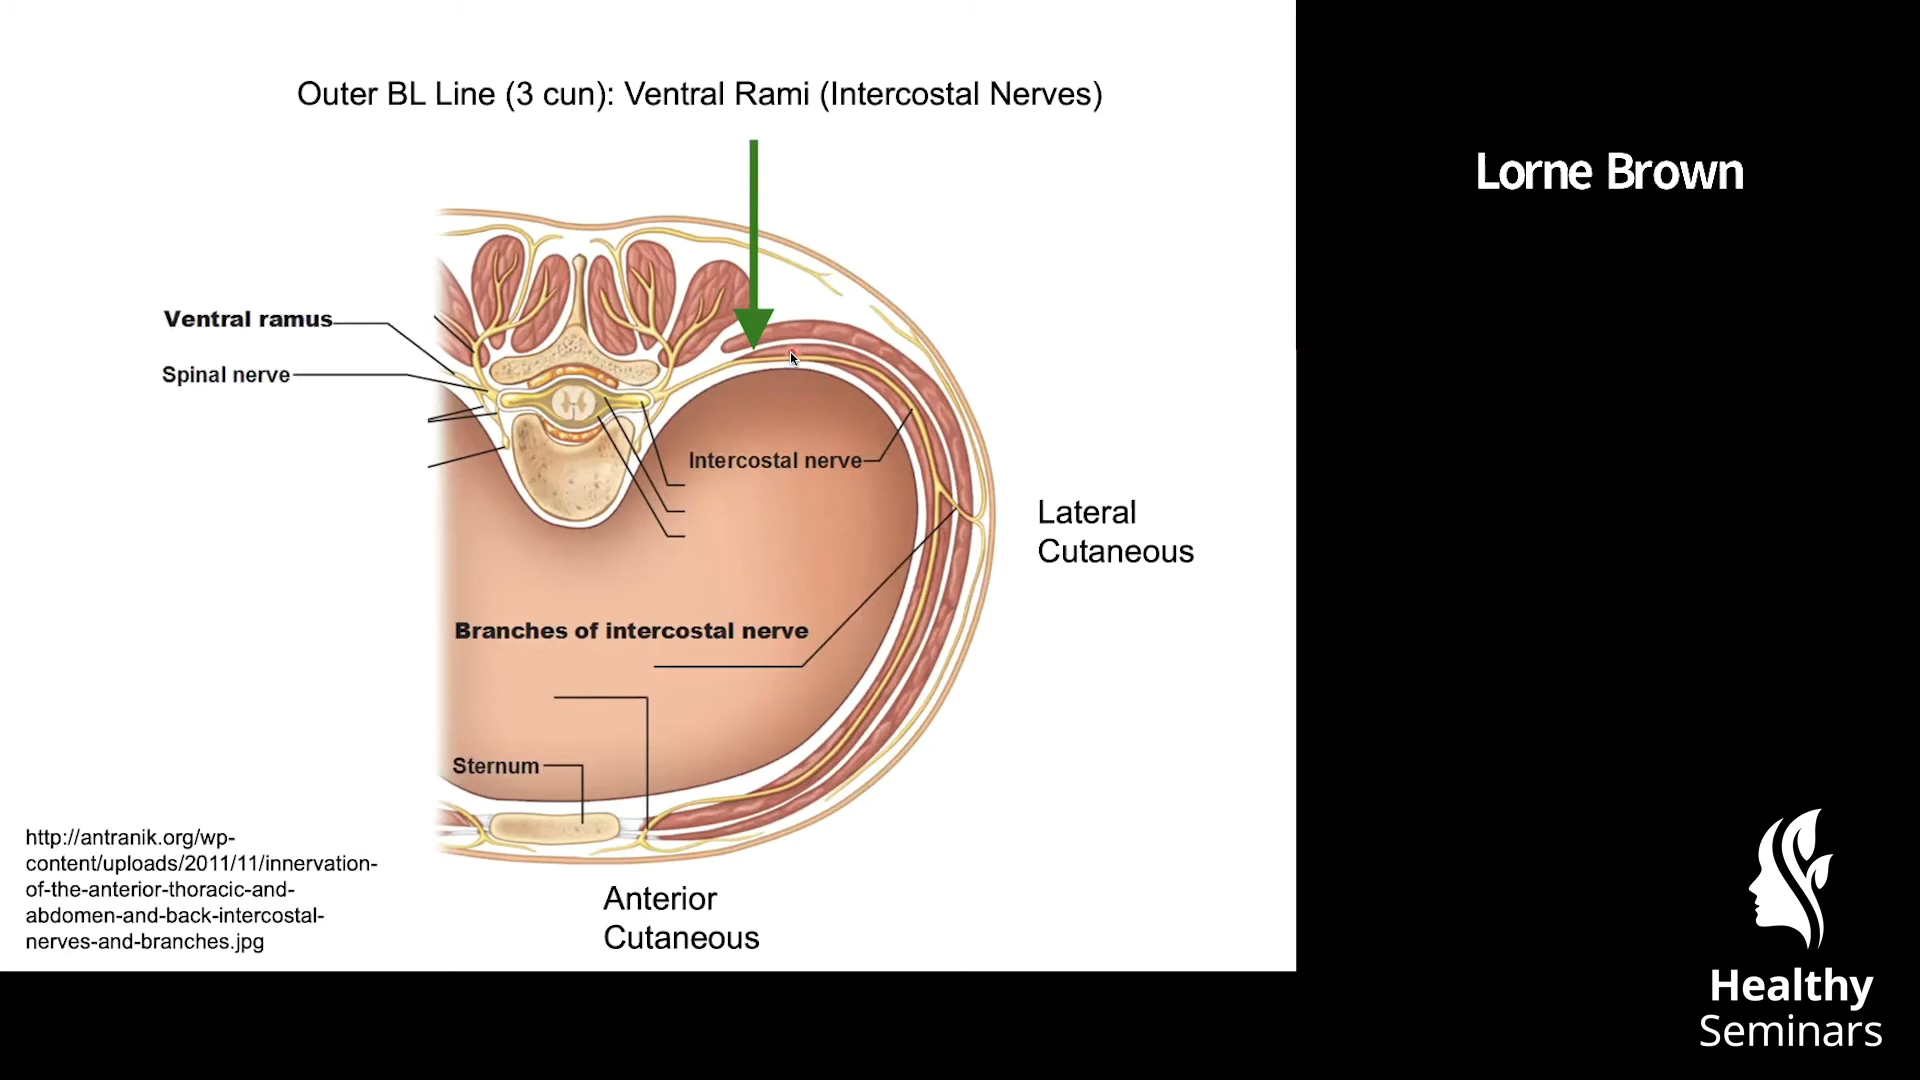 Outer BL Line (3 cun): Ventral Rami (Intercostal Nerves)
Lorne Brown
Ventral ramus
Spinal nerve
Intercostal nerve
Lateral
Cutaneous
Branches of intercostal nerve
Sternum
http://antranik.org/wp-
content/uploads/2011/11/innervation-
of-the-anterior-thoracic-and-
abdomen-and-back-intercostal-
nerves-and-branches.jpg
Anterior
Cutaneous
Healthy
Seminars